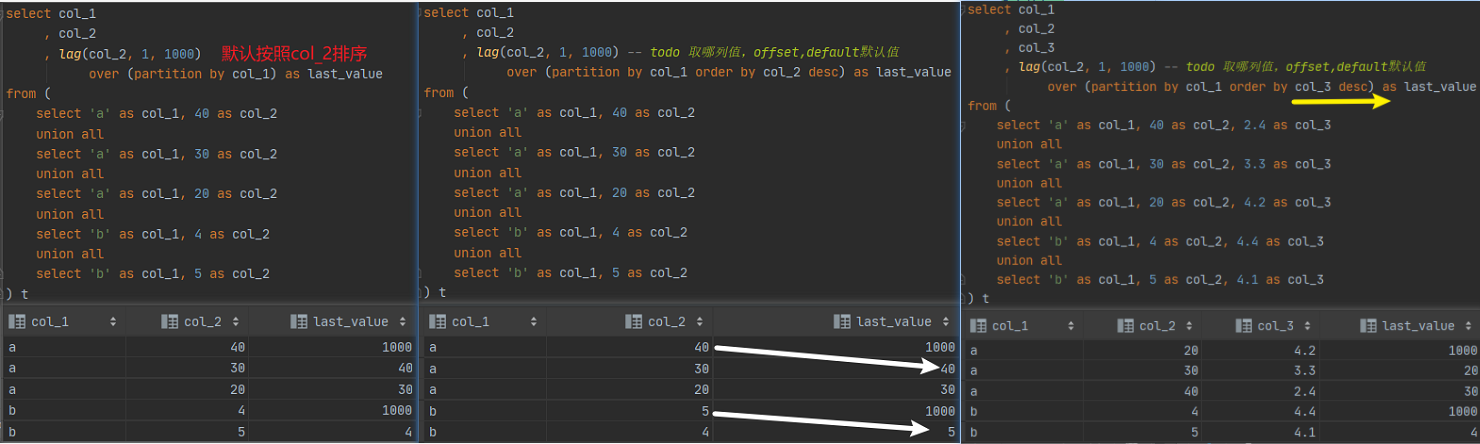 select col_1
    , col_2
    , lag(col_2, 1, 1000)    默认按照col_2排序
          over (partition by col_1) as last_value
from (
    select 'a' as col_1, 40 as col_2
    union all
    select 'a' as col_1, 30 as col_2
    union all
    select 'a' as col_1, 20 as col_2
    union all
    select 'b' as col_1, 4 as col_2
    union all
    select 'b' as col_1, 5 as col_2
) t
col_1 col_2 last_value
a 40 1000
a 30 40
a 20 30
b 4 1000
b 5 4
select col_1
    , col_2
    , lag(col_2, 1, 1000) -- todo 取哪列值，offset,default默认值
          over (partition by col_1 order by col_2 desc) as last_value
from (
    select 'a' as col_1, 40 as col_2
    union all
    select 'a' as col_1, 30 as col_2
    union all
    select 'a' as col_1, 20 as col_2
    union all
    select 'b' as col_1, 4 as col_2
    union all
    select 'b' as col_1, 5 as col_2
) t
col_1 col_2 last_value
a 40 1000
a 30 40
a 20 30
b 5 1000
b 4 5
select col_1
    , col_2
    , col_3
    , lag(col_2, 1, 1000) -- todo 取哪列值，offset,default默认值
          over (partition by col_1 order by col_3 desc) as last_value
from (
    select 'a' as col_1, 40 as col_2, 2.4 as col_3
    union all
    select 'a' as col_1, 30 as col_2, 3.3 as col_3
    union all
    select 'a' as col_1, 20 as col_2, 4.2 as col_3
    union all
    select 'b' as col_1, 4 as col_2, 4.4 as col_3
    union all
    select 'b' as col_1, 5 as col_2, 4.1 as col_3
) t
col_1 col_2 col_3 last_value
a 20 4.2 1000
a 30 3.3 20
a 40 2.4 30
b 4 4.4 1000
b 5 4.1 4